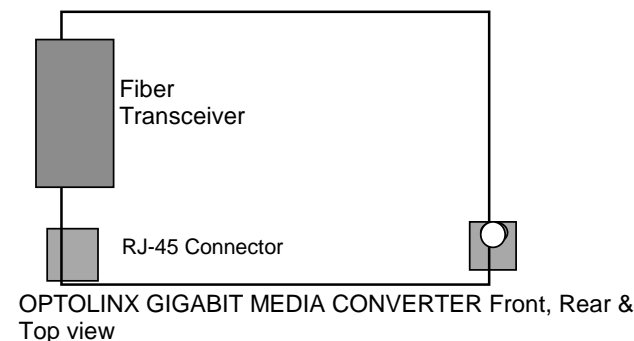 Fiber
Transceiver
RJ-45 Connector
OPTOLINX GIGABIT MEDIA CONVERTER Front, Rear &
Top view